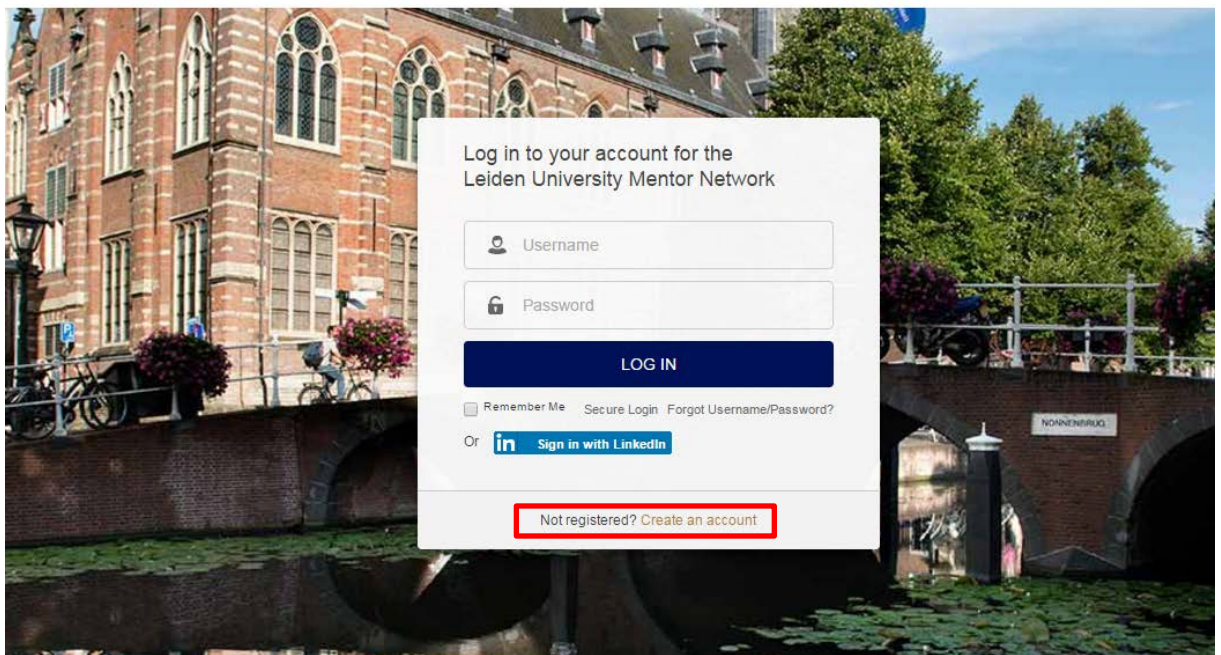 Log in to your account for the
Leiden University Mentor Network
Username
Password
LOG IN
Remember Me Secure Login Forgot Username/Password?
Or in Sign in with LinkedIn
NONNENBRUG
Not registered? Create an account